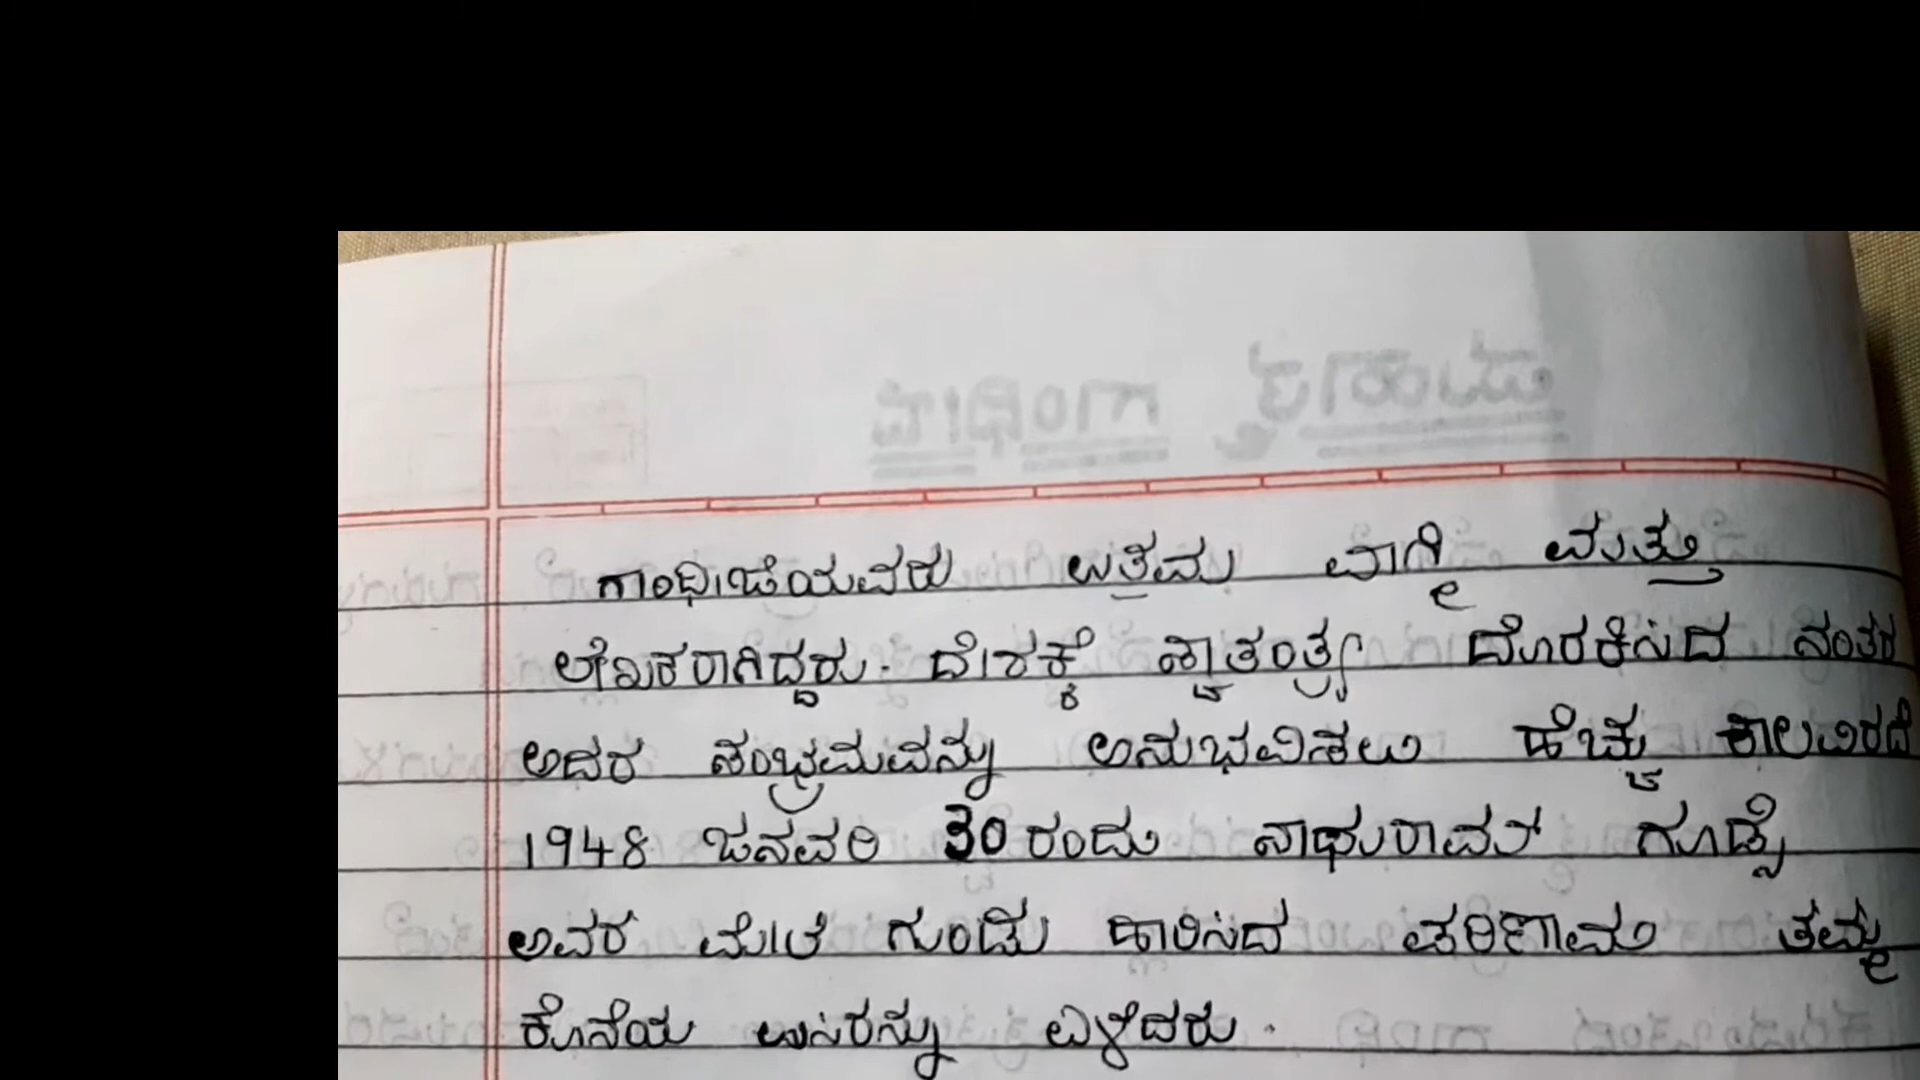 ಗಾಂಧೀಜಿಯವರು ಉತ್ತಮ ವಾಗ್ಮಿ ಮತ್ತು
ಲೇಖಕರಾಗಿದ್ದರು. ದೇಶಕ್ಕೆ ಸ್ವಾತಂತ್ರ್ಯ ದೊರಕಿಸಿದ ನಂತರ
ಅದರ ಸಂಭ್ರಮವನ್ನು ಅನುಭವಿಸಲು ಹೆಚ್ಚು ಕಾಲವಿರದೆ
1948 ಜನವರಿ 30 ರಂದು ನಾಥುರಾಮ್ ಗೂಡ್ಸೆ
ಅವರ ಮೇಲೆ ಗುಂಡು ಹಾರಿಸಿದ ಪರಿಣಾಮ ತಮ್ಮ
ಕೊನೆಯ ಉಸಿರನ್ನು ಎಳೆದರು.